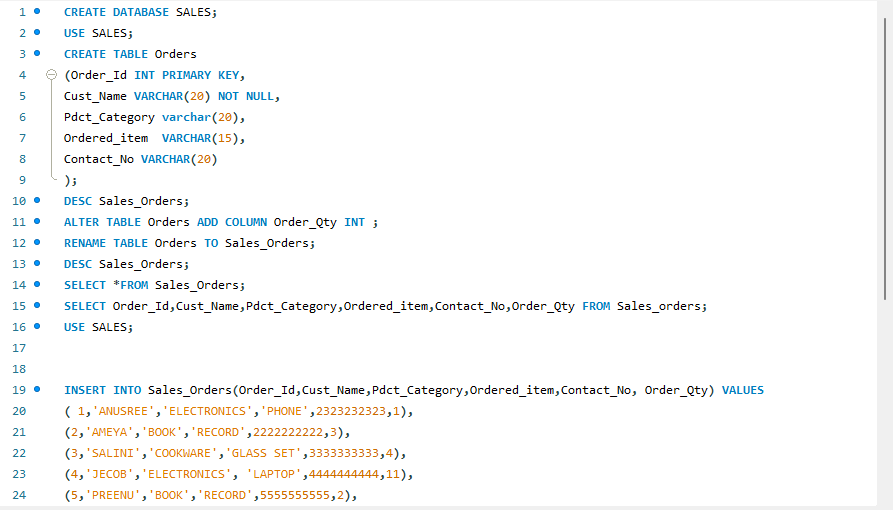 1 CREATE DATABASE SALES;
2 USE SALES;
3 CREATE TABLE Orders
4 (Order_Id INT PRIMARY KEY,
5 Cust_Name VARCHAR(20) NOT NULL,
6 Pdct_Category varchar(20),
7 Ordered_item  VARCHAR(15),
8 Contact_No VARCHAR(20)
9 );
10 DESC Sales_Orders;
11 ALTER TABLE Orders ADD COLUMN Order_Qty INT ;
12 RENAME TABLE Orders TO Sales_Orders;
13 DESC Sales_Orders;
14 SELECT *FROM Sales_Orders;
15 SELECT Order_Id,Cust_Name,Pdct_Category,Ordered_item,Contact_No,Order_Qty FROM Sales_orders;
16 USE SALES;
17
18
19 INSERT INTO Sales_Orders(Order_Id,Cust_Name,Pdct_Category,Ordered_item,Contact_No, Order_Qty) VALUES
20 ( 1,'ANUSREE','ELECTRONICS','PHONE',2323232323,1),
21 (2,'AMEYA','BOOK','RECORD',2222222222,3),
22 (3,'SALINI','COOKWARE','GLASS SET',3333333333,4),
23 (4,'JECOB','ELECTRONICS', 'LAPTOP',4444444444,11),
24 (5,'PREENU','BOOK','RECORD',5555555555,2),